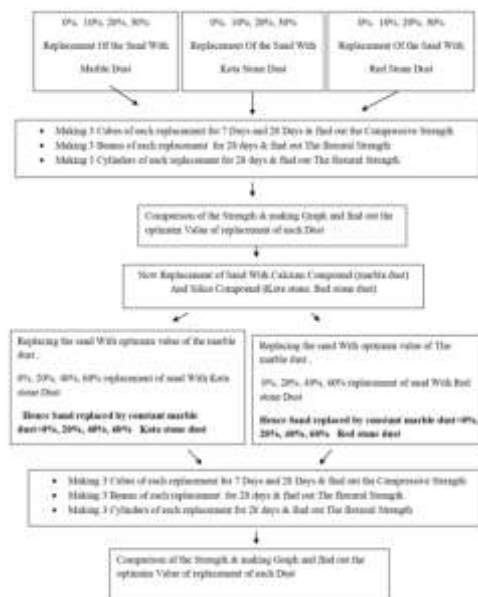 0%, 10%, 20%, 30%
Replacement Of the Sand With
Marble Dust
0%, 10%, 20%, 30%
Replacement Of the Sand With
Kota Stone Dust
0%, 10%, 20%, 30%
Replacement Of the Sand With
Red Stone Dust
• Making 3 Cubes of each replacement for 7 Days and 28 Days & find out the Compressive Strength
• Making 3 Beams of each replacement for 28 days & find out The flexural Strength
• Making 3 Cylinders of each replacement for 28 days & find out The flexural Strength
Comparison of the Strength & making Graph and find out the
optimum Value of replacement of each Dust
Now Replacement of Sand With Calcium Compound (marble dust)
And Silica Compound (Kota stone, Red stone dust)
Replacing the sand With optimum value of the marble
dust .
0%, 20%, 40%, 60% replacement of sand With Kota
stone Dust
Hence Sand replaced by constant marble
dust+0%, 20%, 40%, 60% Kota stone dust
Replacing the sand With optimum value of The
marble dust .
0%, 20%, 40%, 60% replacement of sand With Red
stone Dust
Hence Sand replaced by constant marble dust+0%,
20%, 40%, 60% Red stone dust
• Making 3 Cubes of each replacement for 7 Days and 28 Days & find out the Compressive Strength
• Making 3 Beams of each replacement for 28 days & find out The flexural Strength.
• Making 3 Cylinders of each replacement for 28 days & find out The flexural Strength
Comparison of the Strength & making Graph and find out the
optimum Value of replacement of each Dust